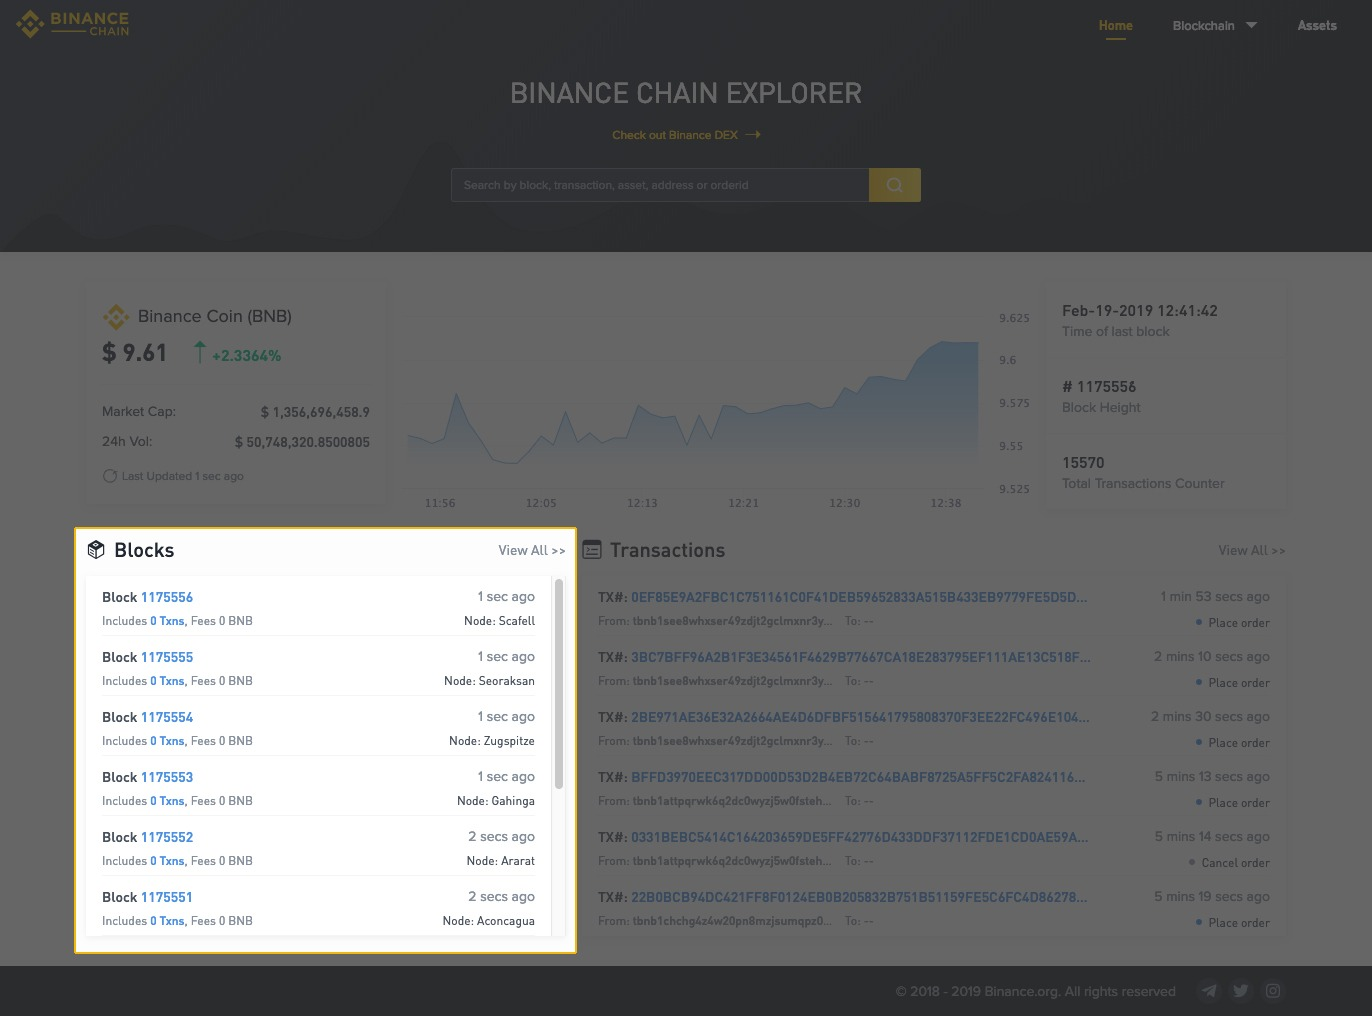 BINANCE
CHAIN
Home
Blockchain
Assets
BINANCE CHAIN EXPLORER
Check out Binance DEX
Search by block, transaction, asset, address or orderid
Binance Coin (BNB)
$ 9.61
+2.3364%
Market Cap:
$ 1,356,696,458.9
24h Vol:
$ 50,748,320.8500805
Last Updated 1 sec ago
9.625
9.6
9.575
9.55
9.525
11:56
12:05
12:13
12:21
12:30
12:38
Feb-19-2019 12:41:42
Time of last block
# 1175556
Block Height
15570
Total Transactions Counter
Blocks
View All >>
Block 1175556
1 sec ago
Includes 0 Txns, Fees 0 BNB
Node: Scafell
Block 1175555
1 sec ago
Includes 0 Txns, Fees 0 BNB
Node: Seoraksan
Block 1175554
1 sec ago
Includes 0 Txns, Fees 0 BNB
Node: Zugspitze
Block 1175553
1 sec ago
Includes 0 Txns, Fees 0 BNB
Node: Gahinga
Block 1175552
2 secs ago
Includes 0 Txns, Fees 0 BNB
Node: Ararat
Block 1175551
2 secs ago
Includes 0 Txns, Fees 0 BNB
Node: Aconcagua
Transactions
View All >>
TX#: 0EF85E9A2FBC1C751161C0F41DEB59652833A515B433EB9779FE5D5D...
1 min 53 secs ago
From: tbnb1see8whxser49zdjt2gclmxnr3y...
To: --
Place order
TX#: 3BC7BFF96A2B1F3E34561F4629B77667CA18E283795EF111AE13C518F...
2 mins 10 secs ago
From: tbnb1see8whxser49zdjt2gclmxnr3y...
To: --
Place order
TX#: 2BE971AE36E32A2664AE4D6DFBF515641795808370F3EE22FC496E104...
2 mins 30 secs ago
From: tbnb1see8whxser49zdjt2gclmxnr3y...
To: --
Place order
TX#: BFFD3970EEC317DD00D53D2B4EB72C64BABF8725A5FF5C2FA824116...
5 mins 13 secs ago
From: tbnb1attpqrwk6q2dc0wyzj5w0fsteh...
To: --
Place order
TX#: 0331BEBC5414C164203659DE5FF42776D433DDF37112FDE1CD0AE59A...
5 mins 14 secs ago
From: tbnb1attpqrwk6q2dc0wyzj5w0fsteh...
To: --
Cancel order
TX#: 22B0BCB94DC421FF8F0124EB0B205832B751B51159FE5C6FC4D86278...
5 mins 19 secs ago
From: tbnb1chchg4z4w20pn8mzjsumqpz0...
To: --
Place order
© 2018 - 2019 Binance.org. All rights reserved